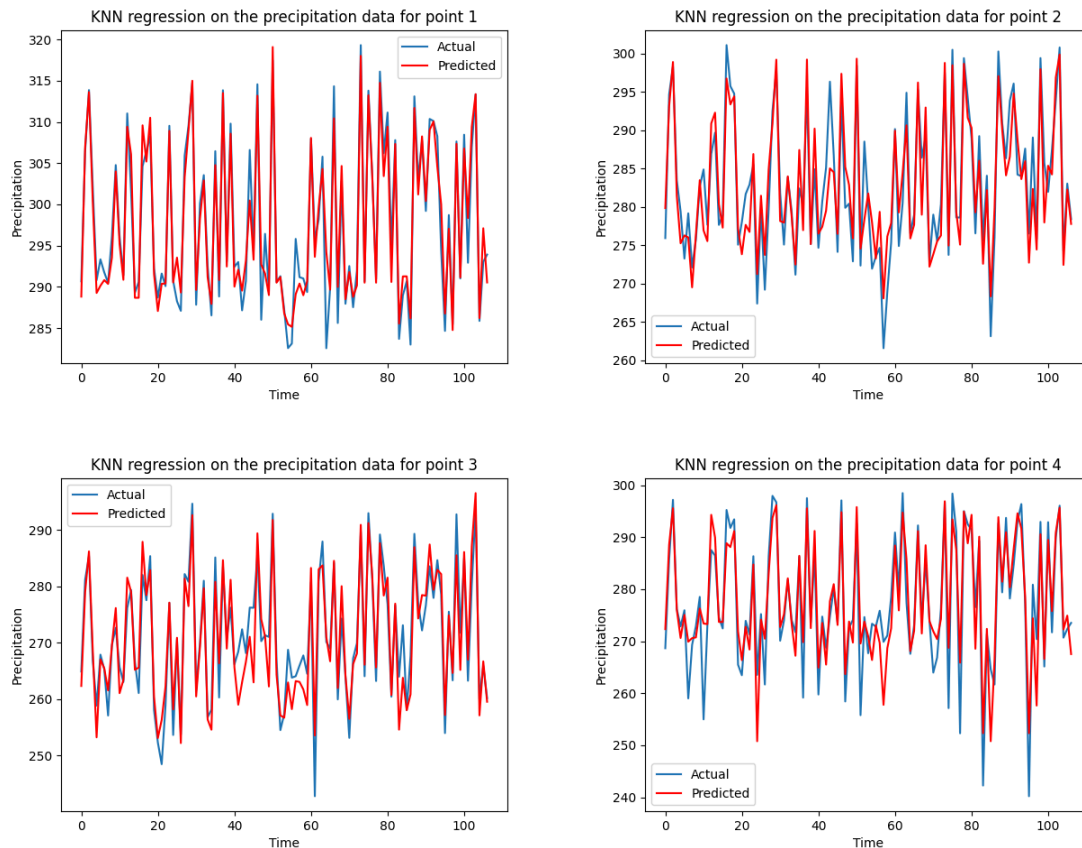 KNN regression on the precipitation data for point 1
Precipitation
320
315
310
305
300
295
290
285
Actual
Predicted
0 20 40 60 80 100
Time
KNN regression on the precipitation data for point 2
Precipitation
300
295
290
285
280
275
270
265
260
Actual
Predicted
0 20 40 60 80 100
Time
KNN regression on the precipitation data for point 3
Precipitation
290
280
270
260
250
Actual
Predicted
0 20 40 60 80 100
Time
KNN regression on the precipitation data for point 4
Precipitation
300
290
280
270
260
250
240
Actual
Predicted
0 20 40 60 80 100
Time